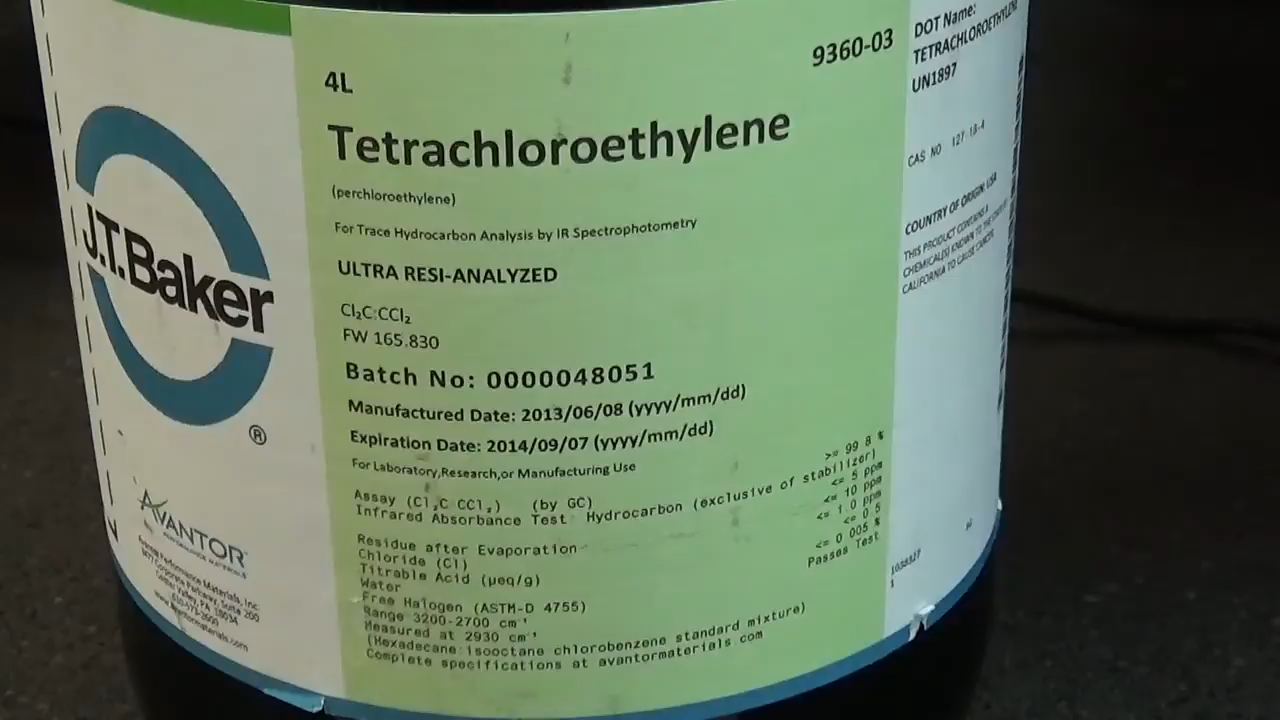 J.T.Baker
®
AVANTOR
PERFORMANCE MATERIALS
Avantor Performance Materials, Inc.
3477 Corporate Parkway, Suite 200
Center Valley, PA 18034
610-573-2600
www.avantormaterials.com
4L
9360-03
Tetrachloroethylene
(perchloroethylene)
For Trace Hydrocarbon Analysis by IR Spectrophotometry
ULTRA RESI-ANALYZED
Cl₂C:CCl₂
FW 165.830
Batch No: 0000048051
Manufactured Date: 2013/06/08 (yyyy/mm/dd)
Expiration Date: 2014/09/07 (yyyy/mm/dd)
For Laboratory,Research,or Manufacturing Use
Assay (Cl₂C CCl₂) (by GC) >= 99 8 %
Infrared Absorbance Test Hydrocarbon (exclusive of stabilizer)
<= 5 ppm
Residue after Evaporation <= 10 ppm
Chloride (Cl) <= 1 0 ppm
Titrable Acid (µeq/g) <= 0 5
Water <= 0 005 %
Free Halogen (ASTM-D 4755) Passes Test
Range 3200-2700 cm⁻¹
Measured at 2930 cm⁻¹
(Hexadecane isooctane chlorobenzene standard mixture)
Complete specifications at avantormaterials com
DOT Name:
TETRACHLOROETHYLENE
UN1897
CAS NO 127-18-4
COUNTRY OF ORIGIN: USA
THIS PRODUCT CONTAINS A
CHEMICAL(S) KNOWN TO THE STATE OF
CALIFORNIA TO CAUSE CANCER.
1